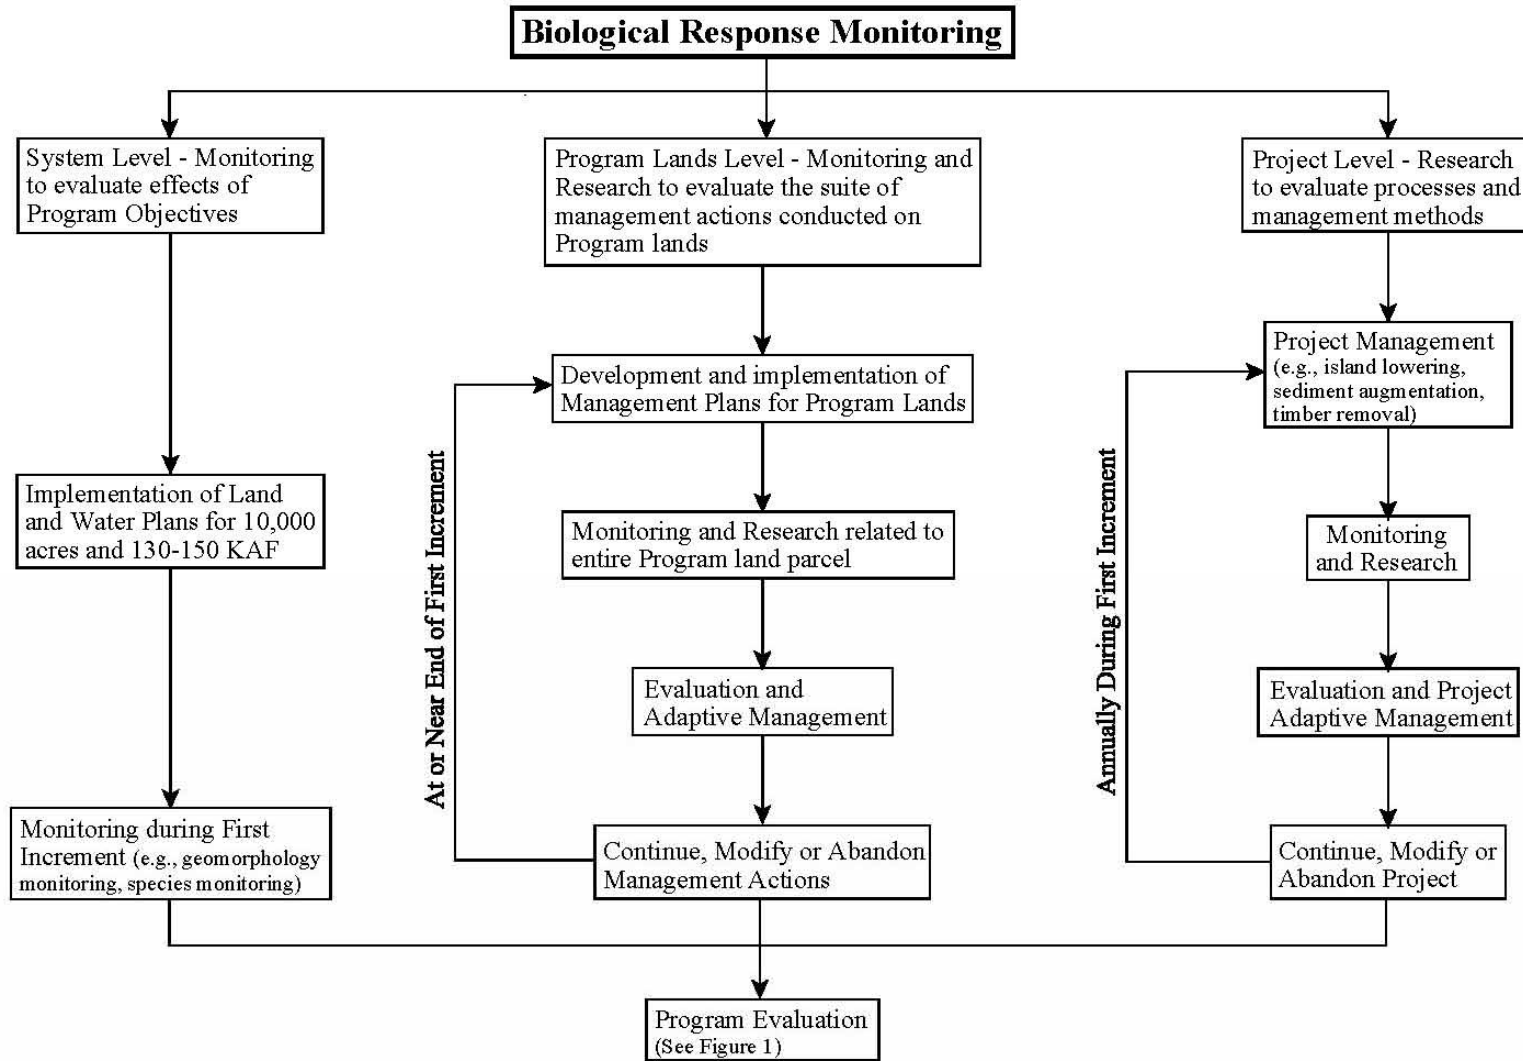 Biological Response Monitoring
System Level - Monitoring
to evaluate effects of
Program Objectives
Program Lands Level - Monitoring and
Research to evaluate the suite of
management actions conducted on
Program lands
Project Level - Research
to evaluate processes and
management methods
Implementation of Land
and Water Plans for 10,000
acres and 130-150 KAF
Monitoring during First
Increment (e.g., geomorphology
monitoring, species monitoring)
At or Near End of First Increment
Development and implementation of
Management Plans for Program Lands
Monitoring and Research related to
entire Program land parcel
Evaluation and
Adaptive Management
Continue, Modify or Abandon
Management Actions
Annually During First Increment
Project Management
(e.g., island lowering,
sediment augmentation,
timber removal)
Monitoring
and Research
Evaluation and Project
Adaptive Management
Continue, Modify or
Abandon Project
Program Evaluation
(See Figure 1)